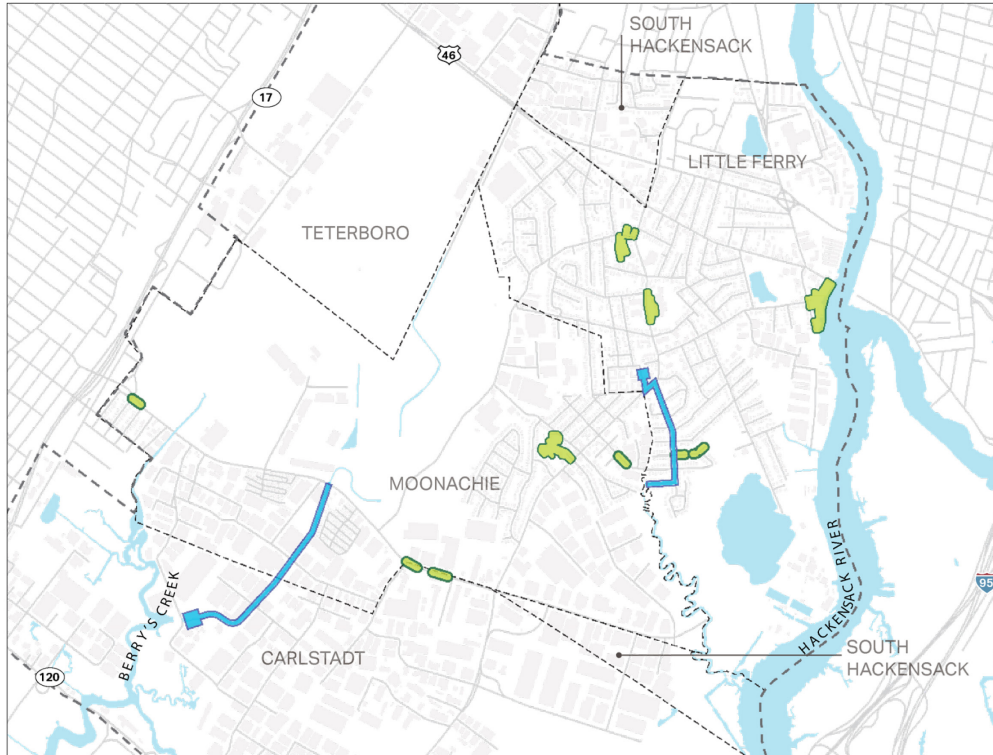 SOUTH
HACKENSACK
46
17
LITTLE FERRY
TETERBORO
MOONACHIE
BERRY'S CREEK
HACKENSACK RIVER
95
CARLSTADT
SOUTH
HACKENSACK
120